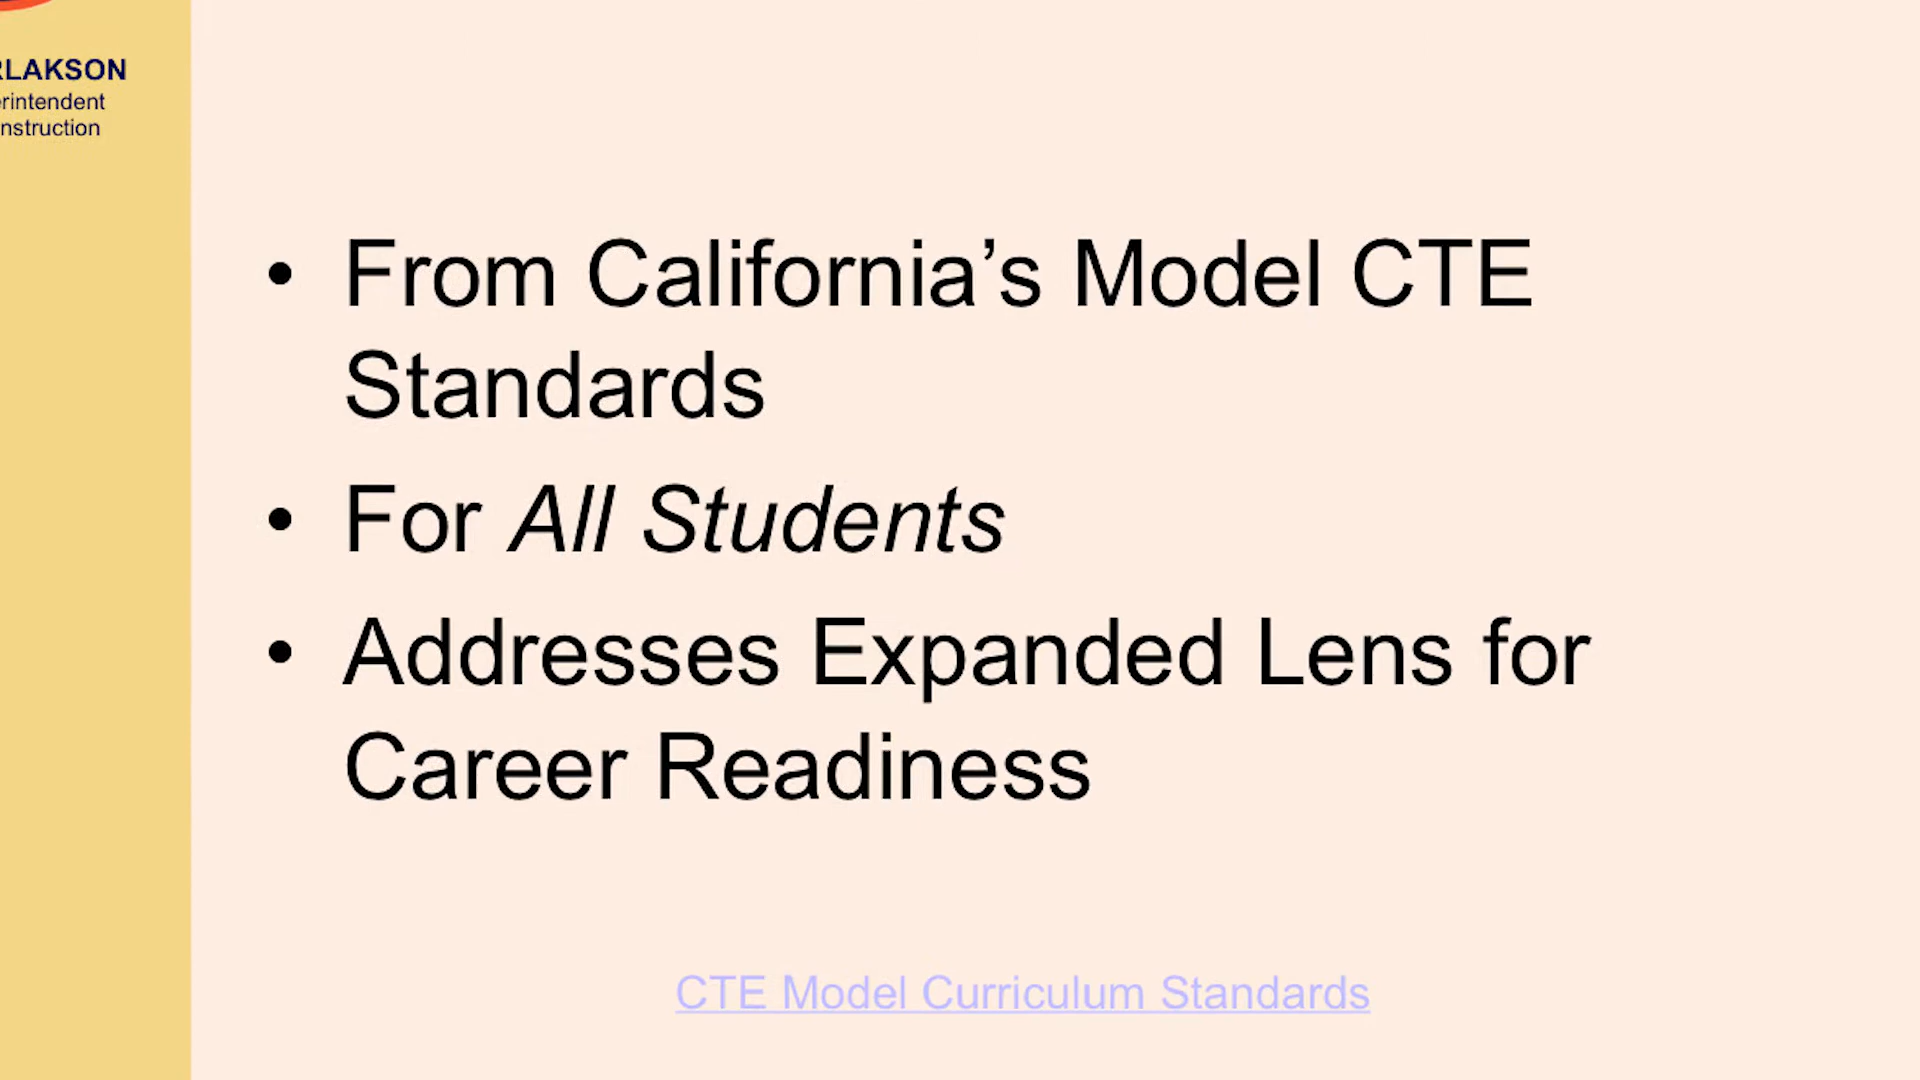 RLAKSON
erintendent
nstruction
• From California’s Model CTE
Standards
• For All Students
• Addresses Expanded Lens for
Career Readiness
CTE Model Curriculum Standards